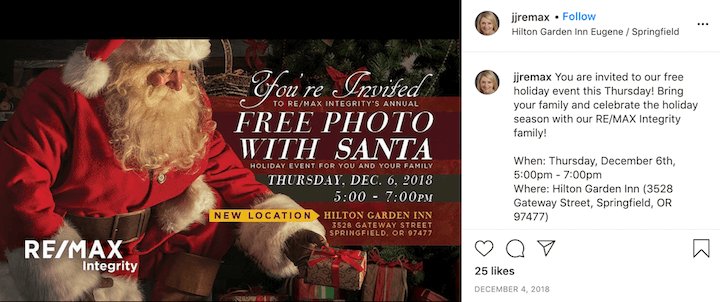 You're Invited
TO RE/MAX INTEGRITY'S ANNUAL
FREE PHOTO
WITH SANTA
HOLIDAY EVENT FOR YOU AND YOUR FAMILY
THURSDAY, DEC. 6, 2018
5:00 - 7:00PM
NEW LOCATION
HILTON GARDEN INN
3528 GATEWAY STREET
SPRINGFIELD, OR 97477
RE/MAX
Integrity
jjremax • Follow
Hilton Garden Inn Eugene / Springfield
jjremax You are invited to our free
holiday event this Thursday! Bring
your family and celebrate the holiday
season with our RE/MAX Integrity
family!
When: Thursday, December 6th,
5:00pm - 7:00pm
Where: Hilton Garden Inn (3528
Gateway Street, Springfield, OR
97477)
25 likes
DECEMBER 4, 2018